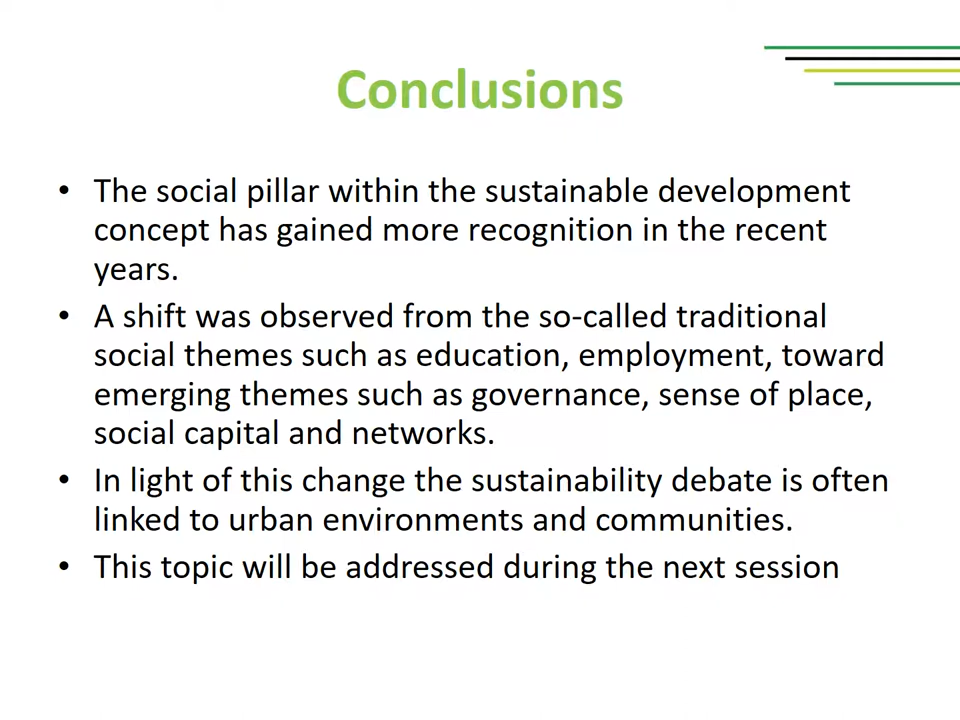 Conclusions
• The social pillar within the sustainable development
concept has gained more recognition in the recent
years.
• A shift was observed from the so-called traditional
social themes such as education, employment, toward
emerging themes such as governance, sense of place,
social capital and networks.
• In light of this change the sustainability debate is often
linked to urban environments and communities.
• This topic will be addressed during the next session